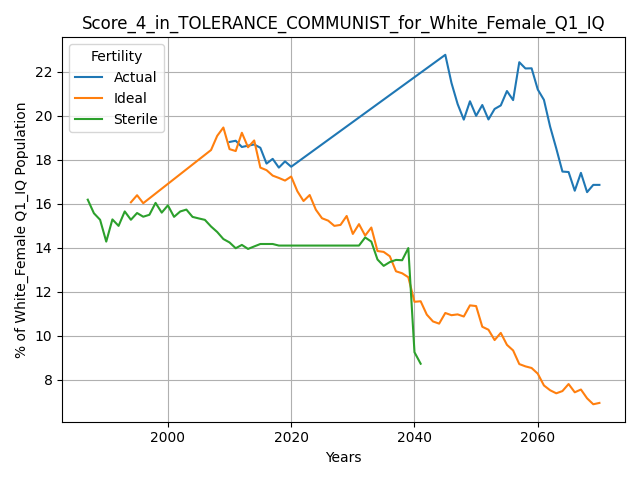 Score_4_in_TOLERANCE_COMMUNIST_for_White_Female_Q1_IQ
Fertility
Actual
Ideal
Sterile
% of White_Female Q1_IQ Population
22
20
18
16
14
12
10
8
2000
2020
2040
2060
Years